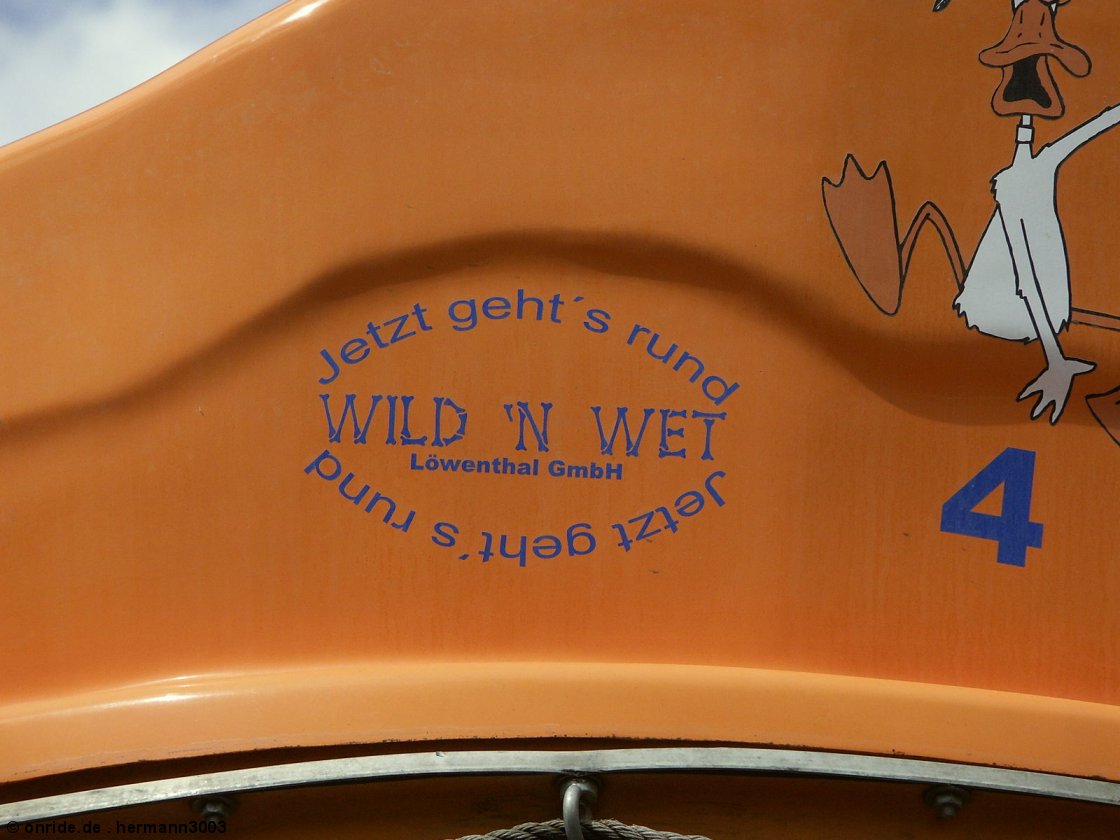 Jetzt geht´s rund
WILD 'N WET
Löwenthal GmbH
Jetzt geht´s rund
4
© onride.de . hermann3003